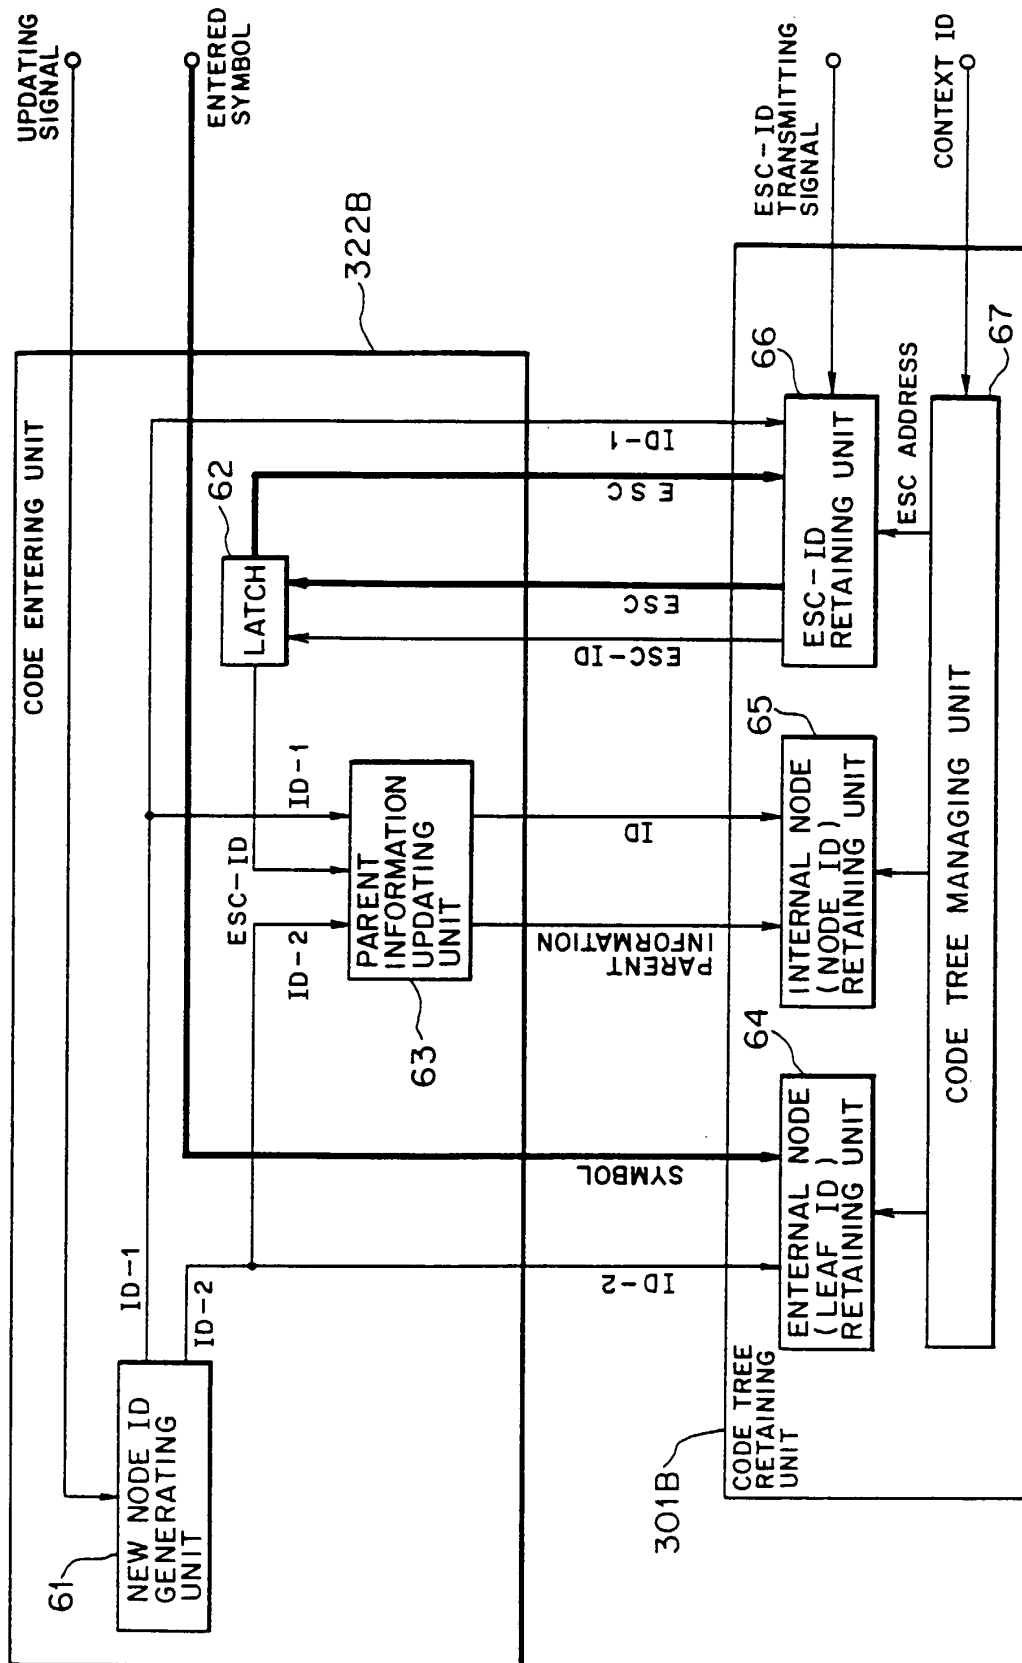 UPDATING
SIGNAL
ENTERED
SYMBOL
CODE ENTERING UNIT
322B
61
NEW NODE ID
GENERATING
UNIT
ID-1
ID-2
62
LATCH
ESC-ID
ID-2
ID-1
PARENT
INFORMATION
UPDATING
UNIT
63
ID-2
SYMBOL
PARENT
INFORMATION
ID
ESC-ID
ESC
ESC
ID-1
ESC-ID
TRANSMITTING
SIGNAL
CONTEXT ID
301B
CODE TREE
RETAINING
UNIT
64
ENTERNAL NODE
(LEAF ID)
RETAINING UNIT
65
INTERNAL NODE
(NODE ID)
RETAINING UNIT
66
ESC-ID
RETAINING UNIT
ESC ADDRESS
67
CODE TREE MANAGING UNIT